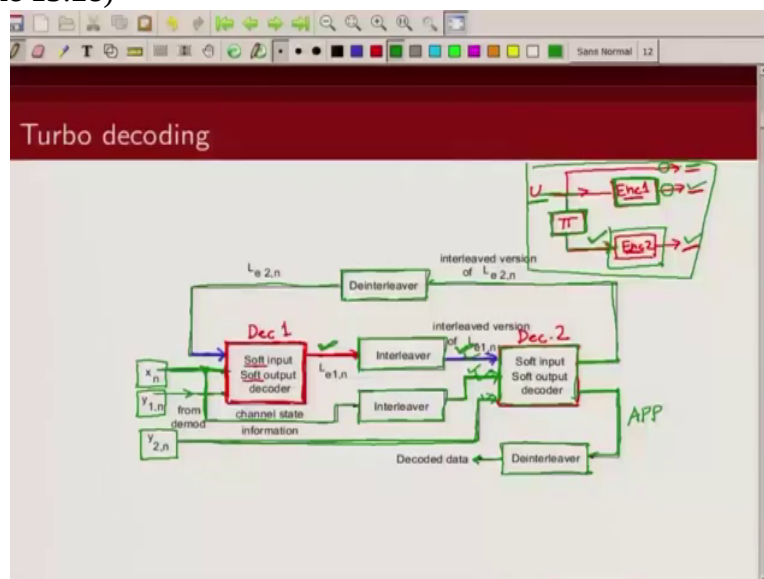 Sans Normal 12
Turbo decoding
U
Enc1
π
Enc2
L e 2,n
Deinterleaver
interleaved version
of L e 2,n
Dec 1
Soft input
Soft output
decoder
L e1,n
Interleaver
interleaved version
of L e1,n
Dec. 2
Soft input
Soft output
decoder
x n
y 1,n
from
demod
channel state
information
Interleaver
y 2,n
APP
Decoded data
Deinterleaver